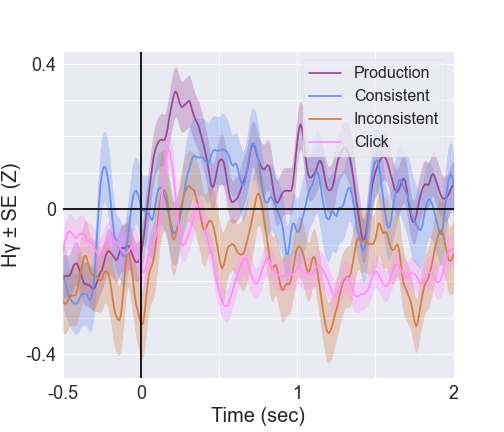 Production
Consistent
Inconsistent
Click
0.4
0
-0.4
Hγ ± SE (Z)
-0.5
0
1
2
Time (sec)